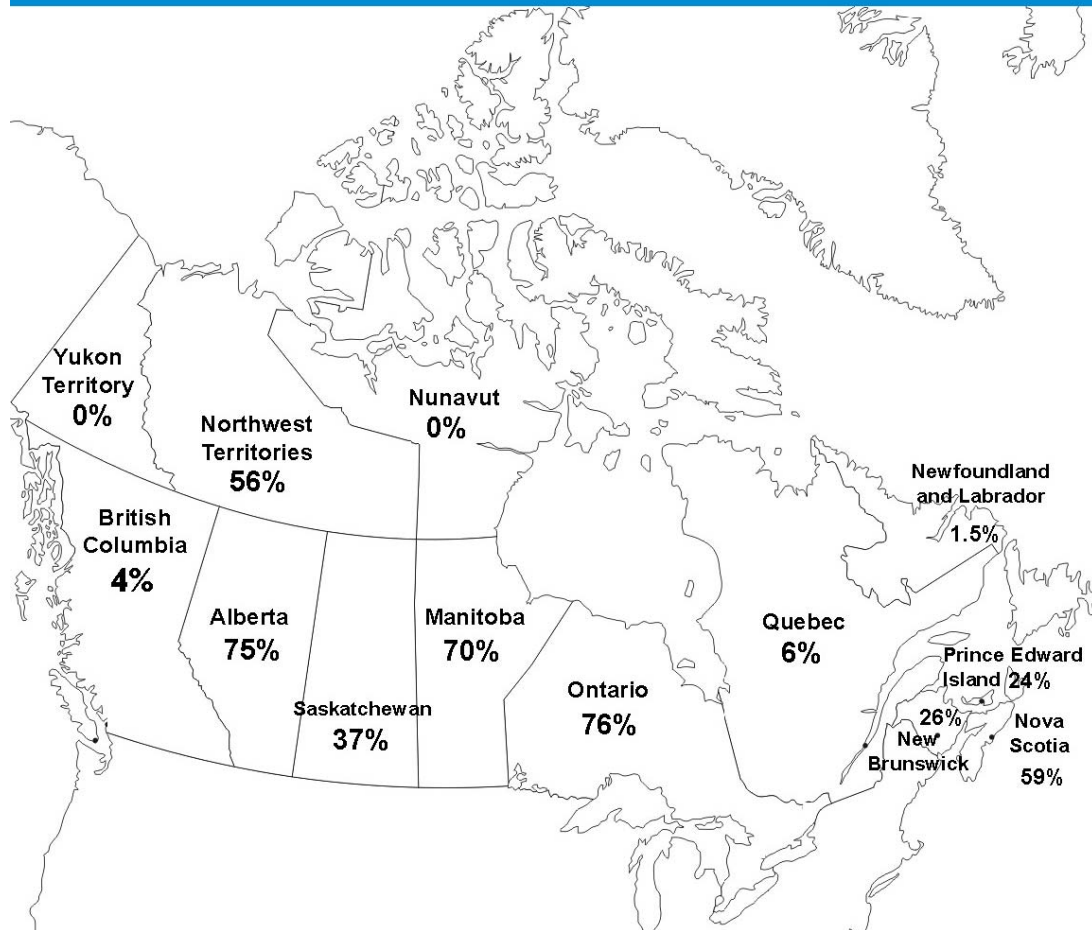 Yukon
Territory
0%
Northwest
Territories
56%
Nunavut
0%
Newfoundland
and Labrador
1.5%
British
Columbia
4%
Alberta
75%
Saskatchewan
37%
Manitoba
70%
Ontario
76%
Quebec
6%
Prince Edward
Island 24%
26%
New
Brunswick
Nova
Scotia
59%